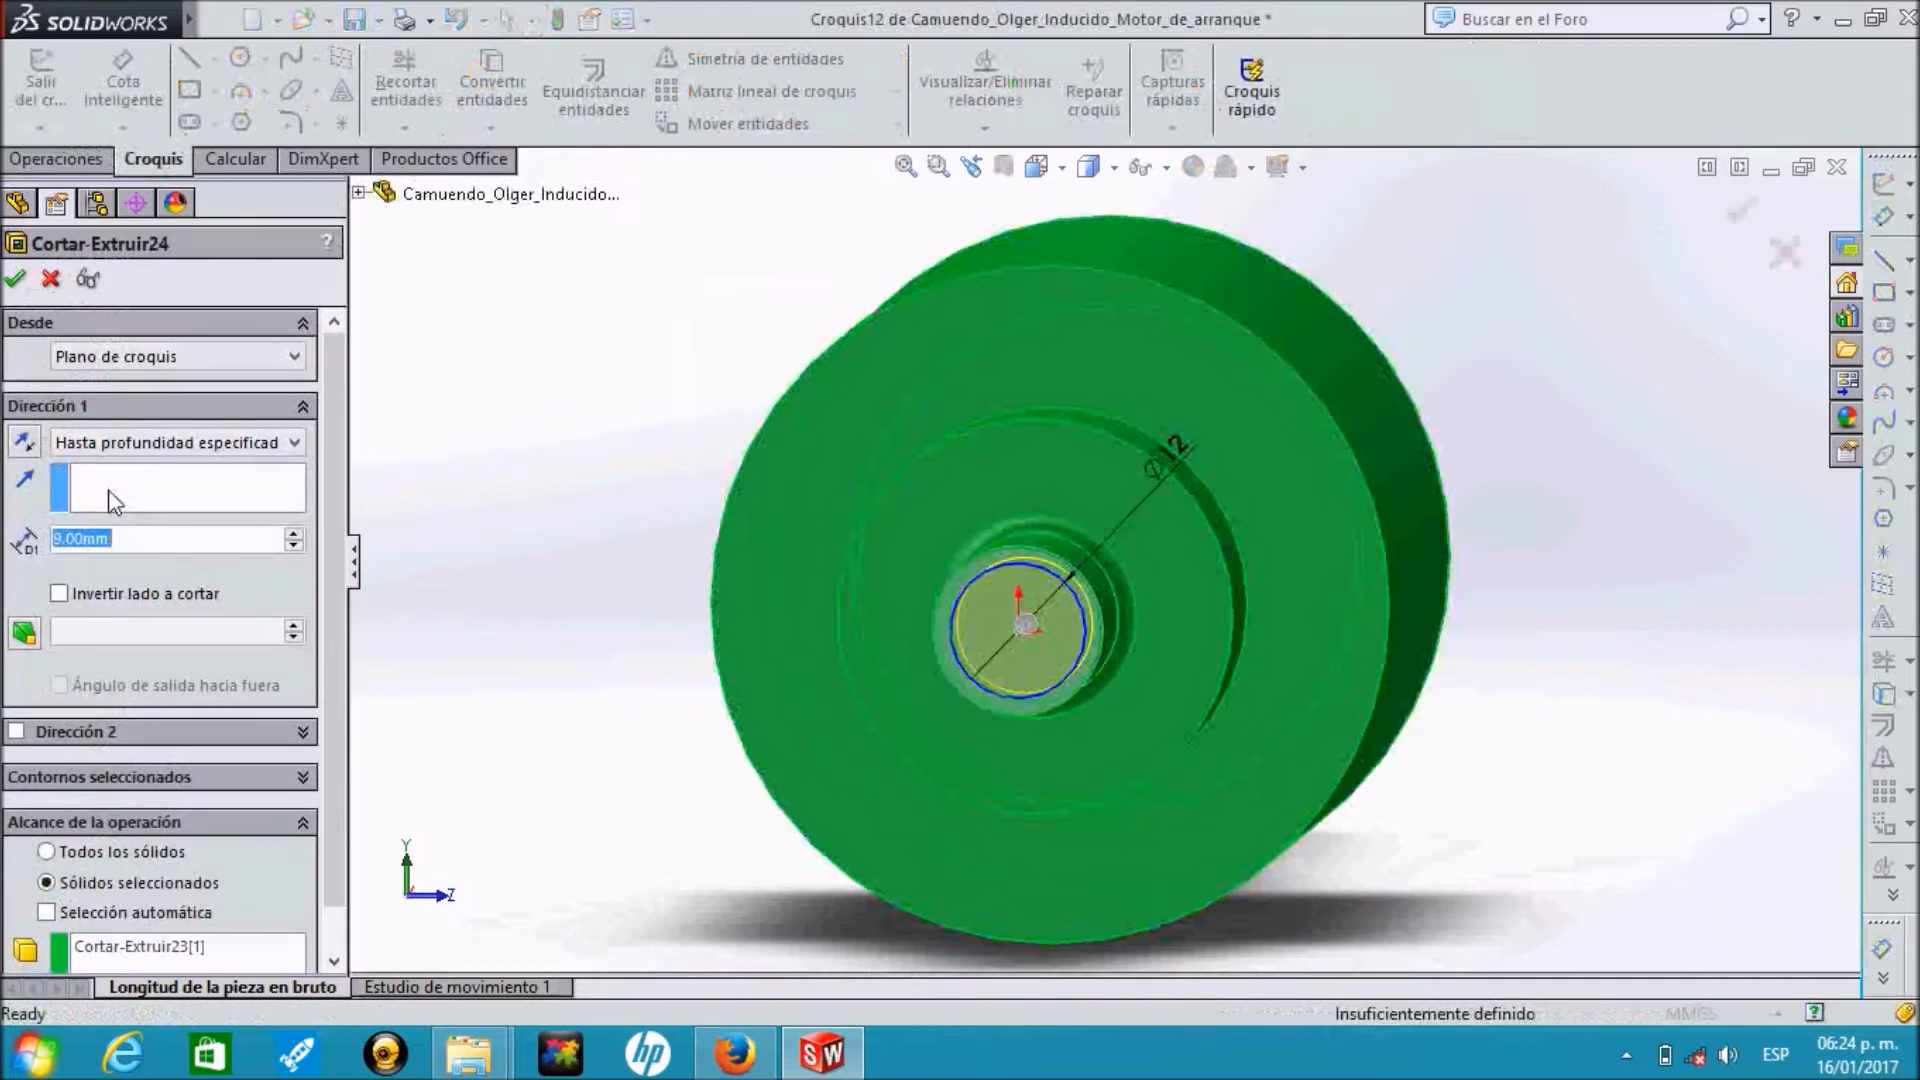 SOLIDWORKS
Croquis12 de Camuendo_Olger_Inducido_Motor_de_arranque *
Buscar en el Foro
Salir del cr...
Cota inteligente
Recortar entidades
Convertir entidades
Equidistanciar entidades
Simetría de entidades
Matriz lineal de croquis
Mover entidades
Visualizar/Eliminar relaciones
Reparar croquis
Capturas rápidas
Croquis rápido
Operaciones
Croquis
Calcular
DimXpert
Productos Office
Camuendo_Olger_Inducido...
Cortar-Extruir24
?
Desde
Plano de croquis
Dirección 1
Hasta profundidad especificad
D1
9.00mm
Invertir lado a cortar
Ángulo de salida hacia fuera
Dirección 2
Contornos seleccionados
Alcance de la operación
Todos los sólidos
Sólidos seleccionados
Selección automática
Cortar-Extruir23[1]
Φ12
Y
Z
Longitud de la pieza en bruto
Estudio de movimiento 1
Ready
Insuficientemente definido
MMGS
hp
SW
ESP
06:24 p. m.
16/01/2017